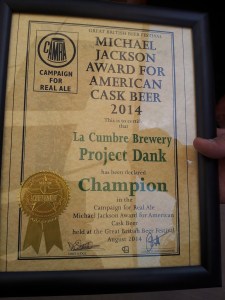 GREAT BRITISH BEER FESTIVAL
CAMRA
CAMPAIGN
FOR
REAL ALE
MICHAEL
JACKSON
AWARD FOR
AMERICAN
CASK BEER
2014
This is to certify
that
La Cumbre Brewery
Project Dank
has been declared
Champion
in the
Campaign for Real Ale
Michael Jackson Award for American
Cask Beer
held at the Great British Beer Festival
August 2014